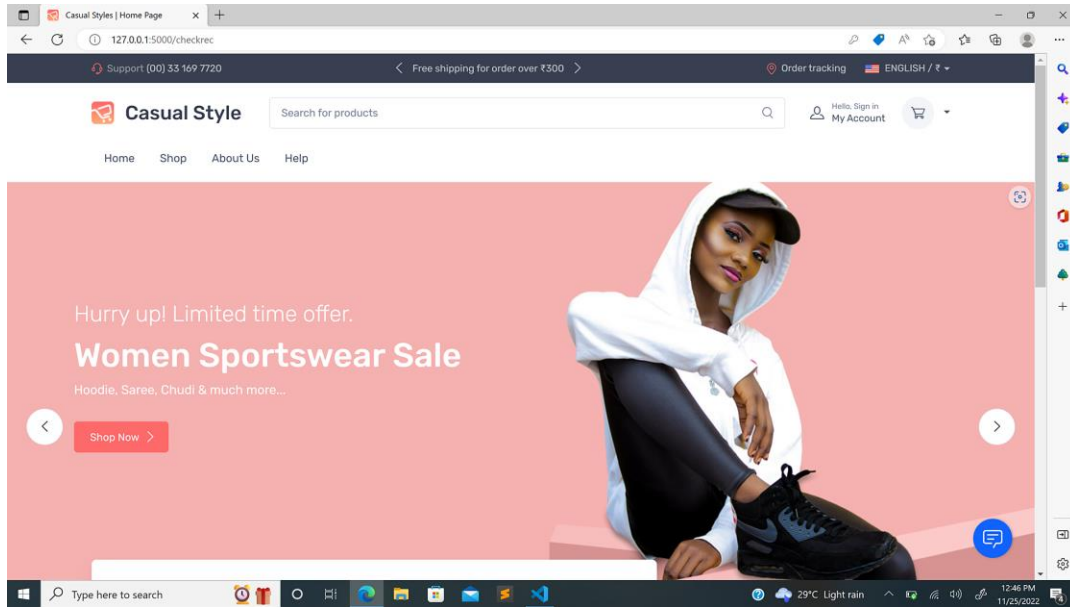 Casual Styles | Home Page
127.0.0.1:5000/checkrec
Support (00) 33 169 7720
Free shipping for order over ₹300
Order tracking
ENGLISH / ₹
Casual Style
Search for products
Hello, Sign in
My Account
Home Shop About Us Help
Hurry up! Limited time offer.
Women Sportswear Sale
Hoodie, Saree, Chudi & much more...
Shop Now
Type here to search
29°C Light rain
12:46 PM
11/25/2022